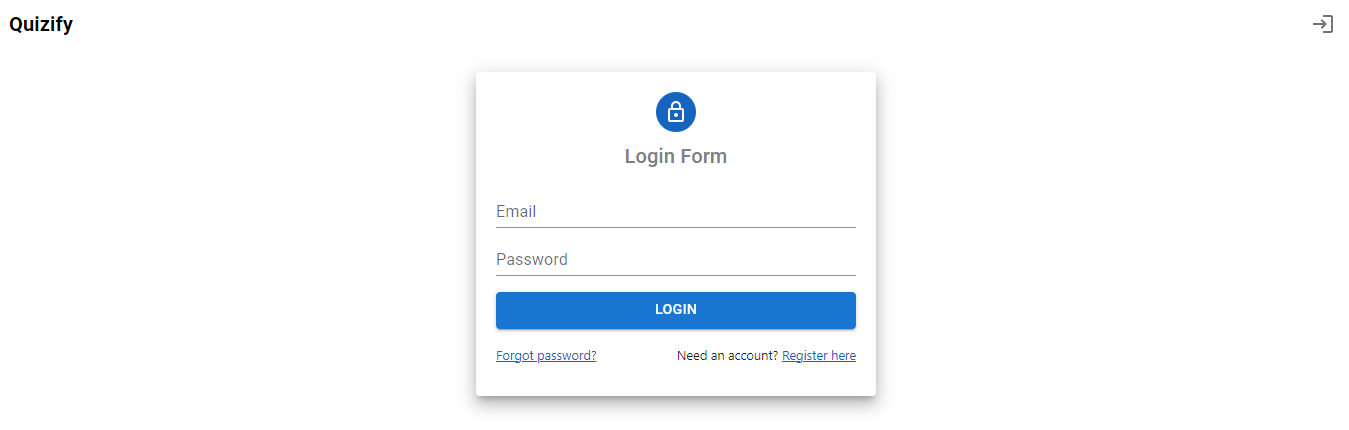 Quizify
Login Form
Email
Password
LOGIN
Forgot password? Need an account? Register here